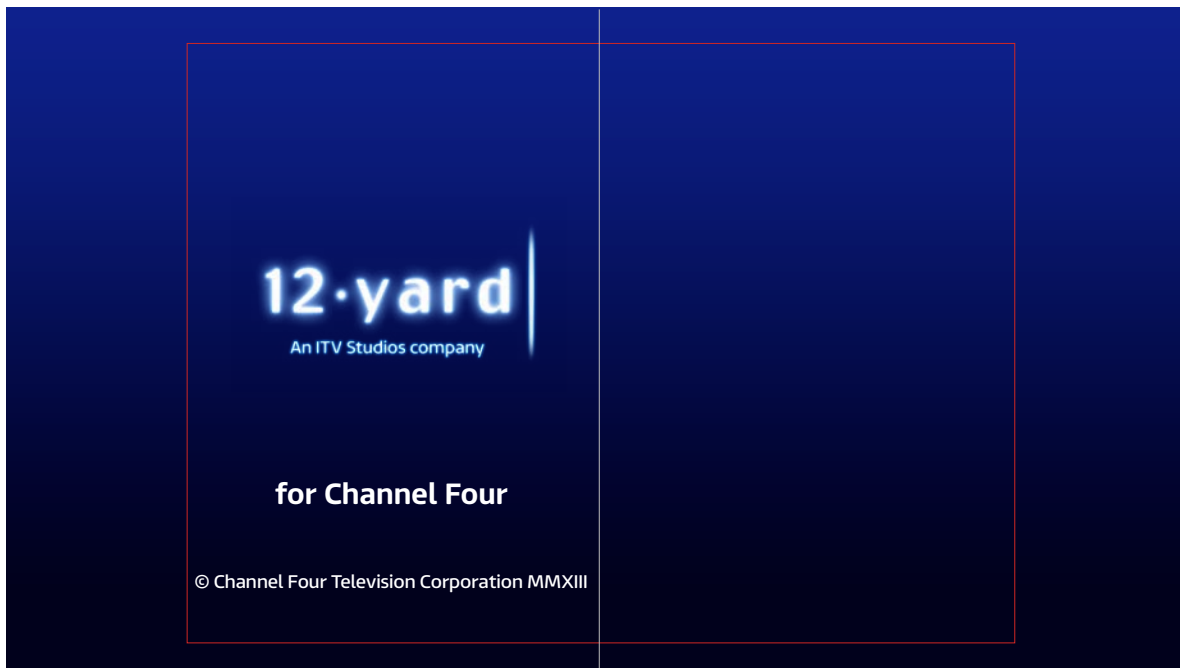 12·yard
An ITV Studios company
for Channel Four
© Channel Four Television Corporation MMXIII